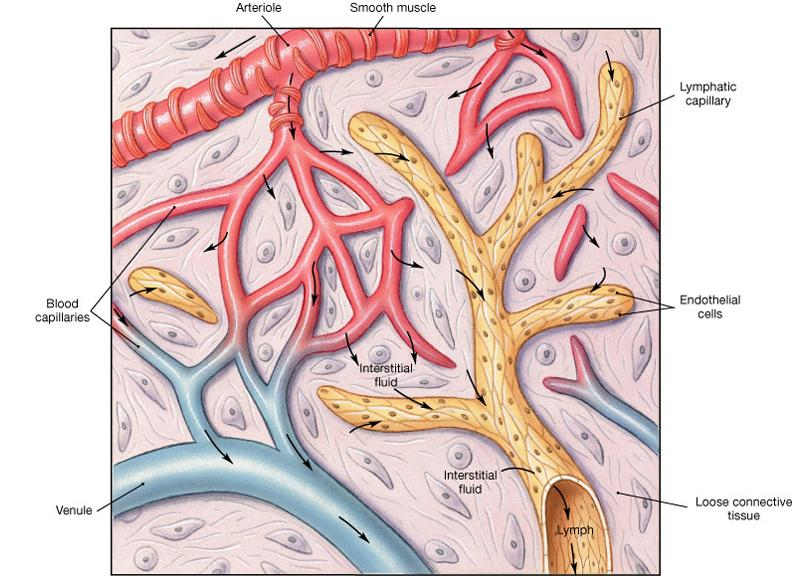 Arteriole
Smooth muscle
Lymphatic
capillary
Blood
capillaries
Endothelial
cells
Interstitial
fluid
Interstitial
fluid
Venule
Loose connective
tissue
Lymph